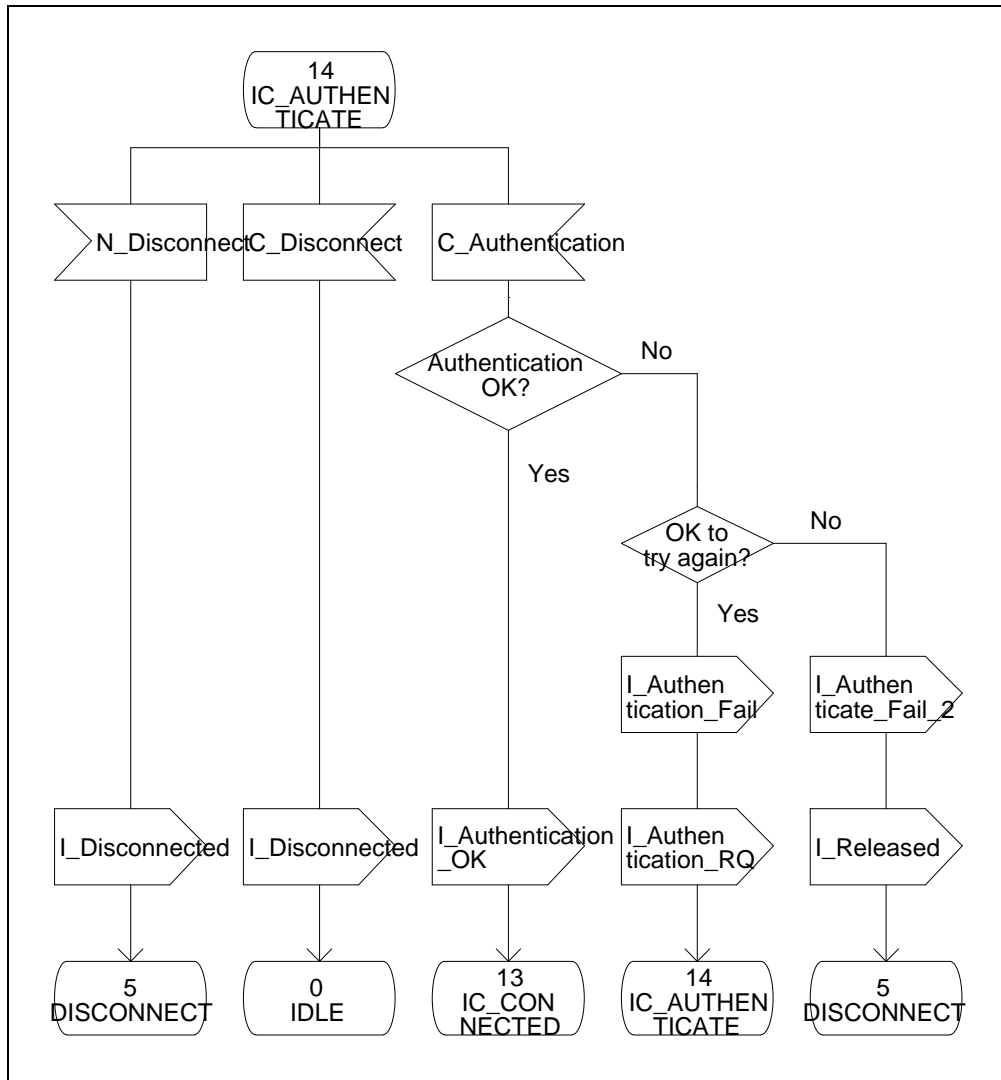 14
IC_AUTHEN
TICATE
N_Disconnect
C_Disconnect
C_Authentication
Authentication
OK?
No
Yes
OK to
try again?
No
Yes
I_Authen
tication_Fail
I_Authen
ticate_Fail_2
I_Disconnected
I_Disconnected
I_Authentication
_OK
I_Authen
tication_RQ
I_Released
5
DISCONNECT
0
IDLE
13
IC_CON
NECTED
14
IC_AUTHEN
TICATE
5
DISCONNECT